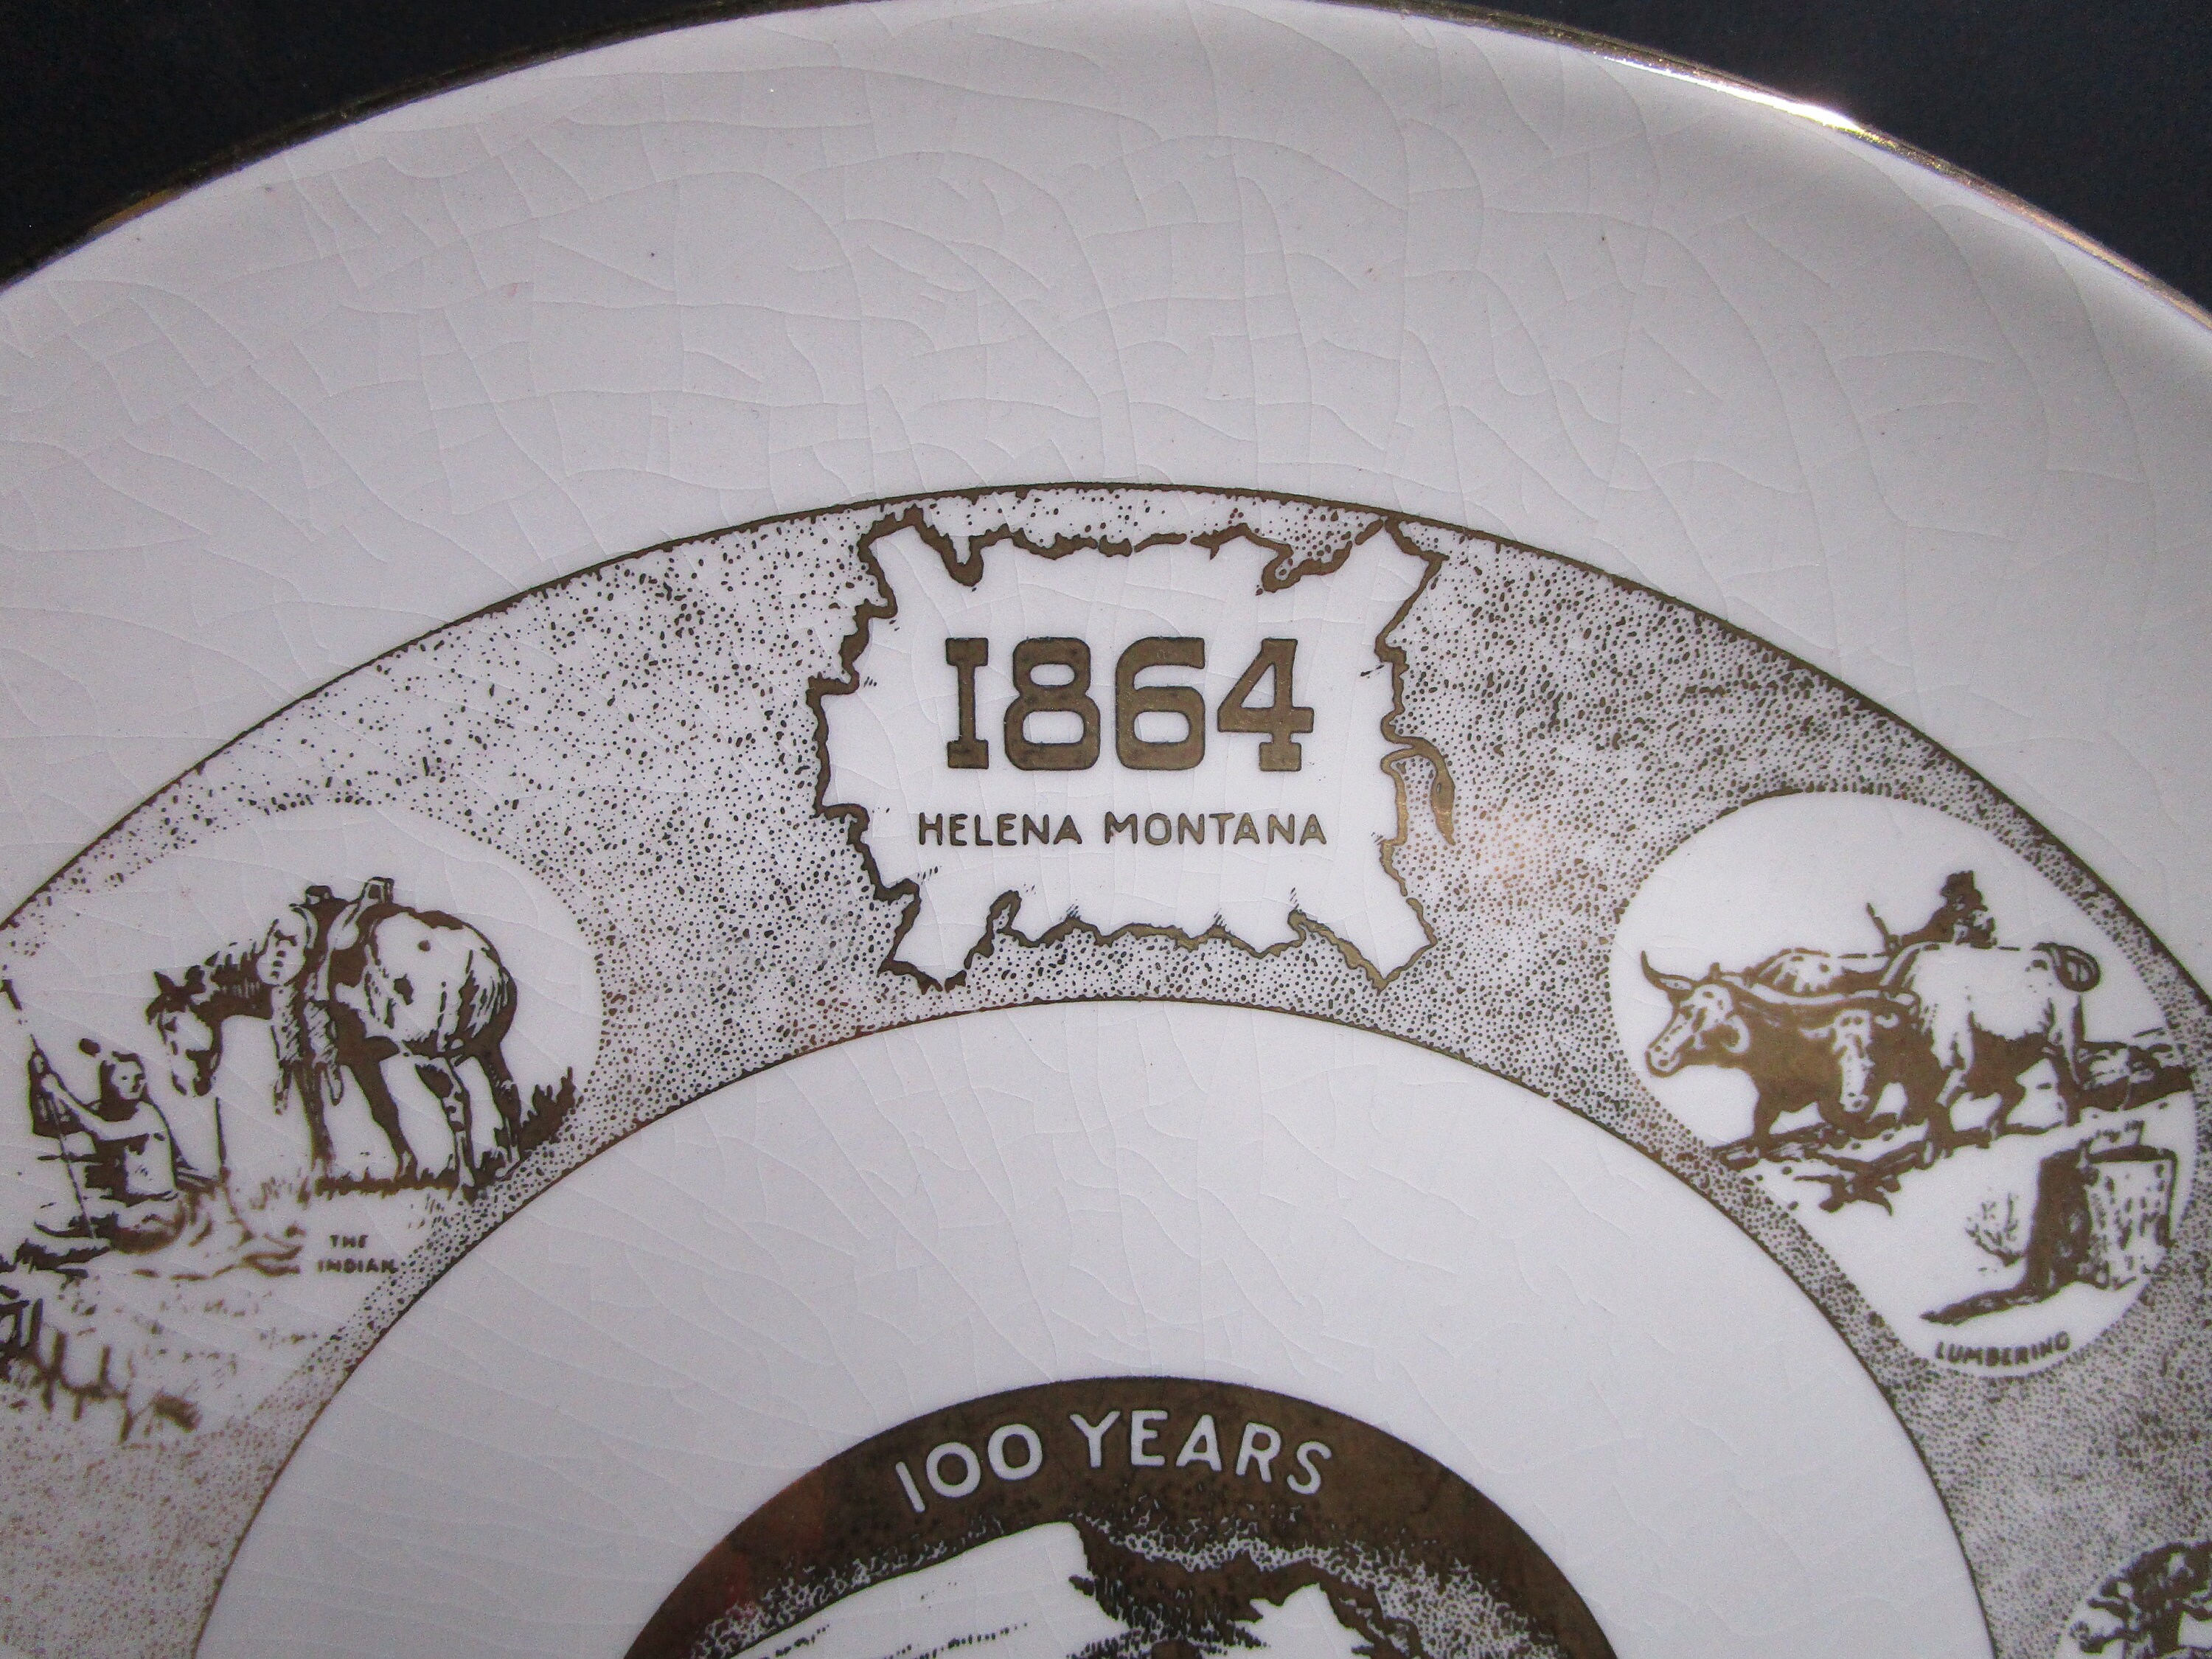 1864
HELENA MONTANA
THE
INDIAN
LUMBERING
100 YEARS